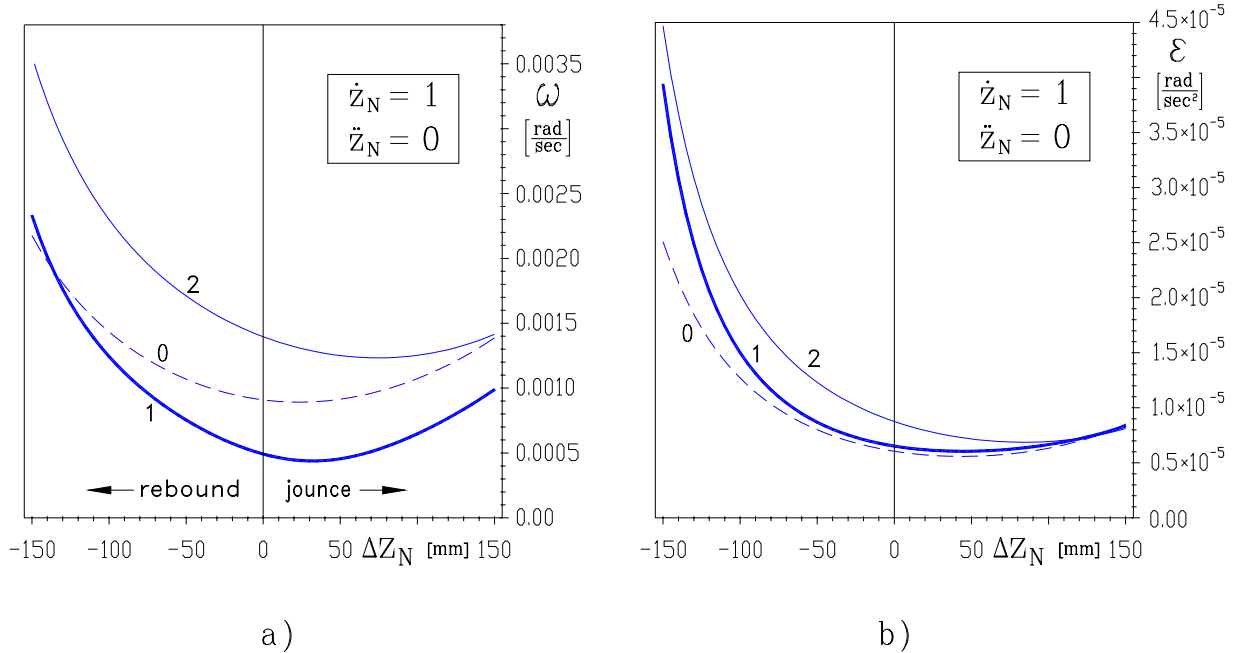 0.0035
ż_N = 1
z̈_N = 0
ω
[rad/sec]
0.0025
0.0020
0.0015
0.0010
0.0005
0.00
2
0
1
rebound
jounce
-150 -100 -50 0 50 ΔZ_N [mm] 150
a)
4.5×10⁻⁵
ε
[rad/sec²]
ż_N = 1
z̈_N = 0
3.5×10⁻⁵
3.0×10⁻⁵
2.5×10⁻⁵
2.0×10⁻⁵
1.5×10⁻⁵
1.0×10⁻⁵
0.5×10⁻⁵
0.00
0
1
2
-150 -100 -50 0 50 ΔZ_N [mm] 150
b)